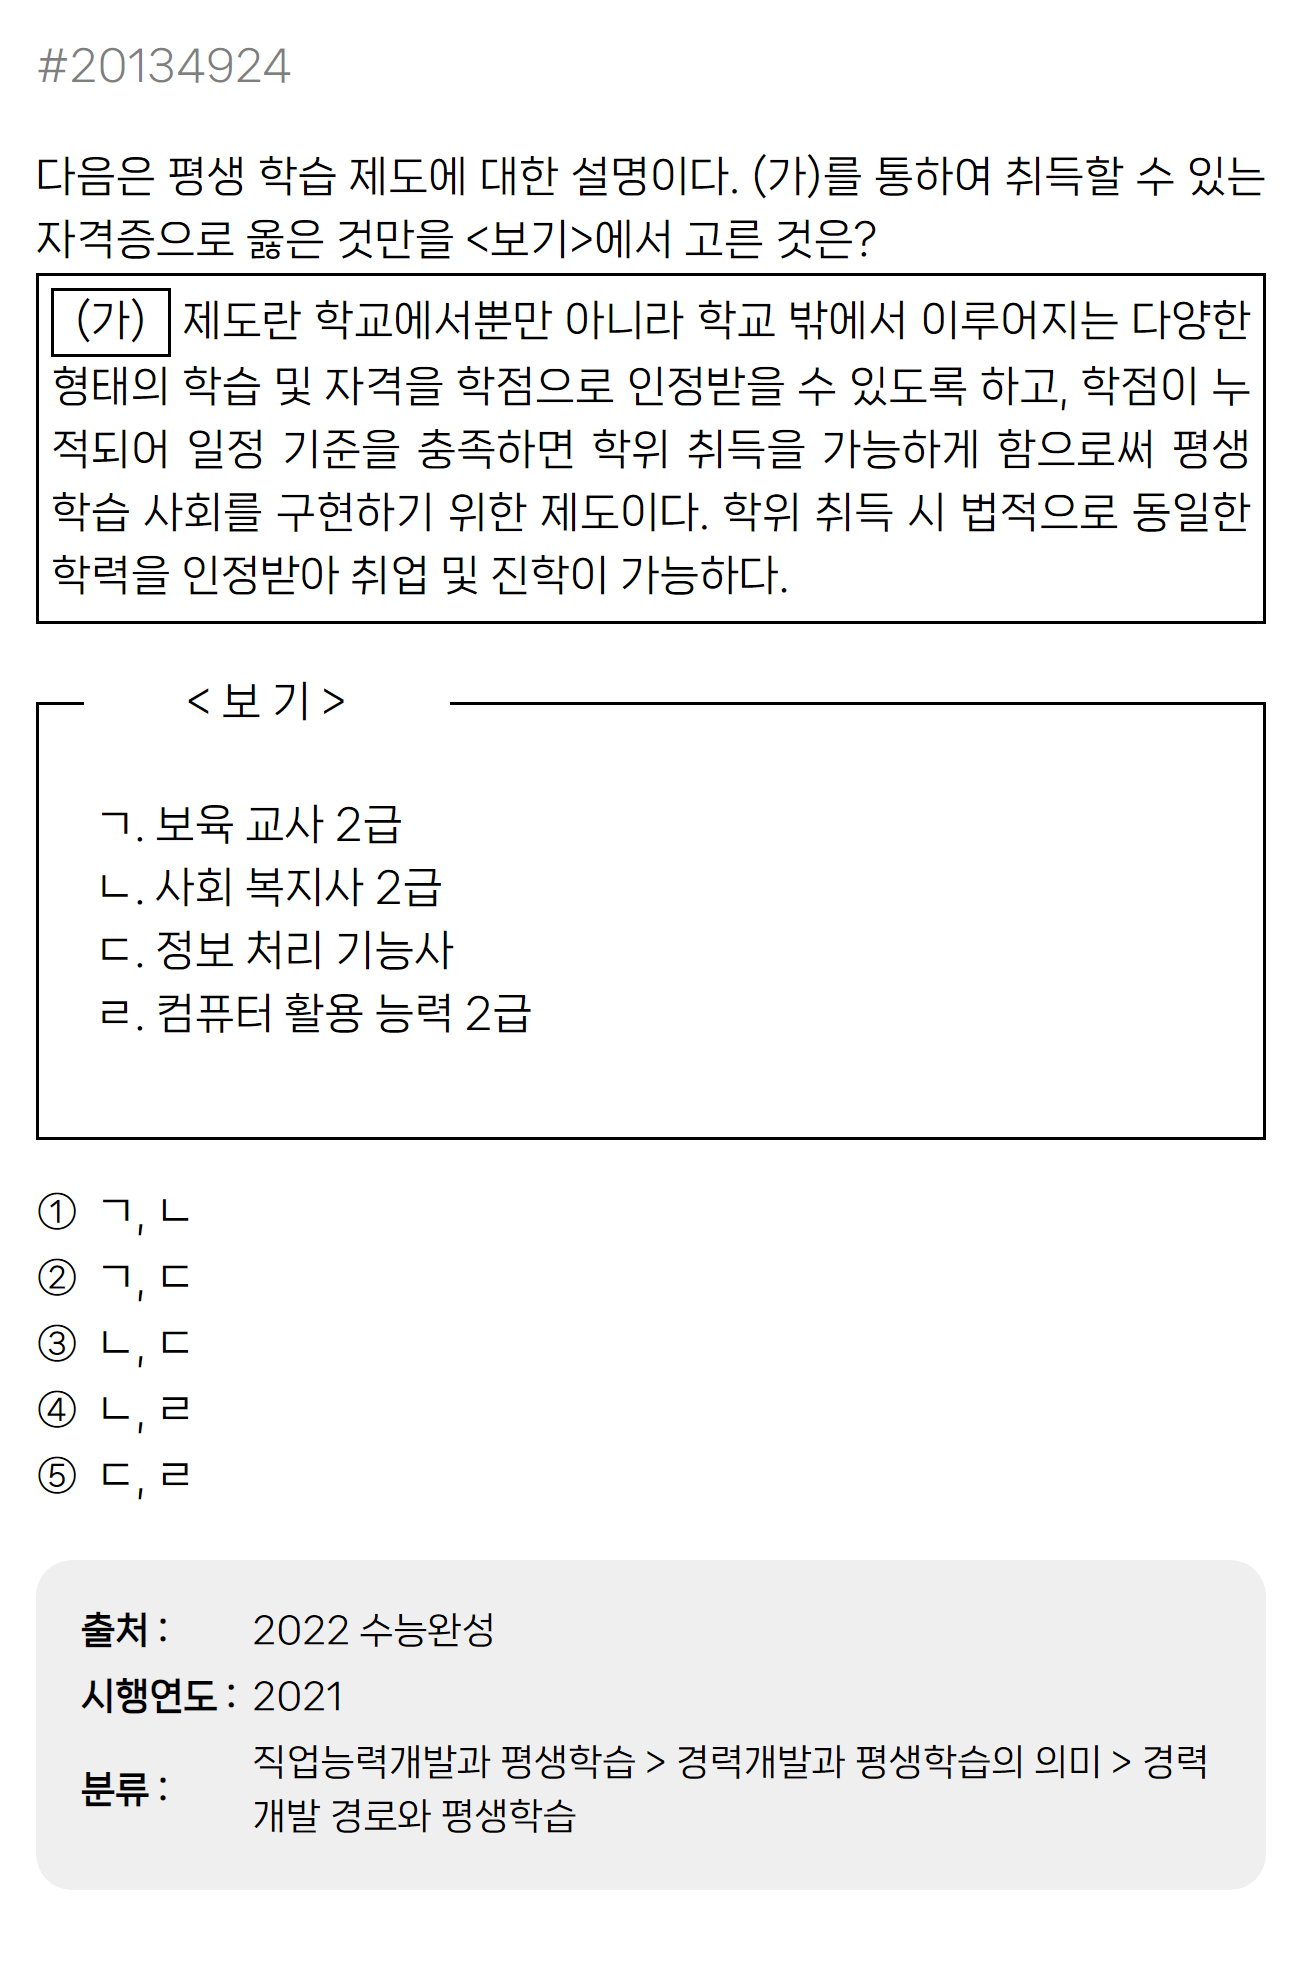 #20134924
다음은 평생 학습 제도에 대한 설명이다. (가)를 통하여 취득할 수 있는
자격증으로 옳은 것만을 <보기>에서 고른 것은?
(가) 제도란 학교에서뿐만 아니라 학교 밖에서 이루어지는 다양한
형태의 학습 및 자격을 학점으로 인정받을 수 있도록 하고, 학점이 누
적되어 일정 기준을 충족하면 학위 취득을 가능하게 함으로써 평생
학습 사회를 구현하기 위한 제도이다. 학위 취득 시 법적으로 동일한
학력을 인정받아 취업 및 진학이 가능하다.
< 보 기 >
ㄱ. 보육 교사 2급
ㄴ. 사회 복지사 2급
ㄷ. 정보 처리 기능사
ㄹ. 컴퓨터 활용 능력 2급
① ㄱ, ㄴ
② ㄱ, ㄷ
③ ㄴ, ㄷ
④ ㄴ, ㄹ
⑤ ㄷ, ㄹ
출처 : 2022 수능완성
시행연도 : 2021
분류 : 직업능력개발과 평생학습 > 경력개발과 평생학습의 의미 > 경력
개발 경로와 평생학습